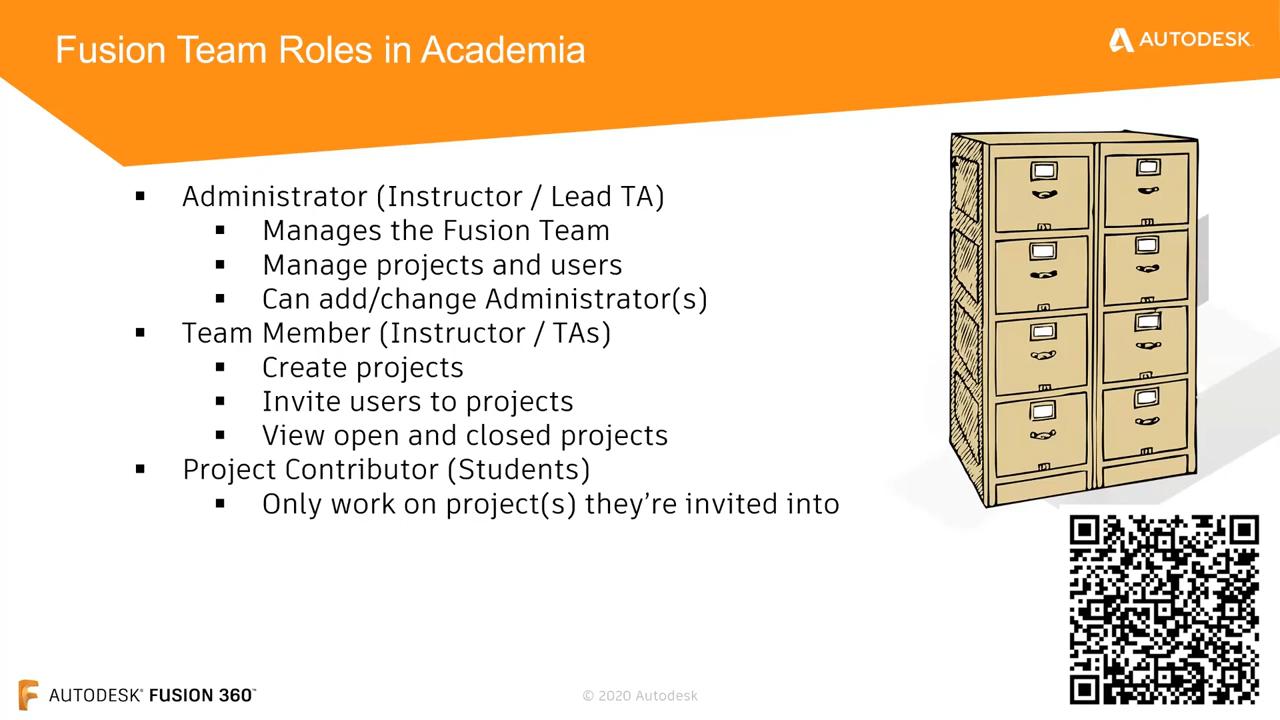 Fusion Team Roles in Academia
AUTODESK
Administrator (Instructor / Lead TA)
Manages the Fusion Team
Manage projects and users
Can add/change Administrator(s)
Team Member (Instructor / TAs)
Create projects
Invite users to projects
View open and closed projects
Project Contributor (Students)
Only work on project(s) they’re invited into
AUTODESK® FUSION 360™
© 2020 Autodesk